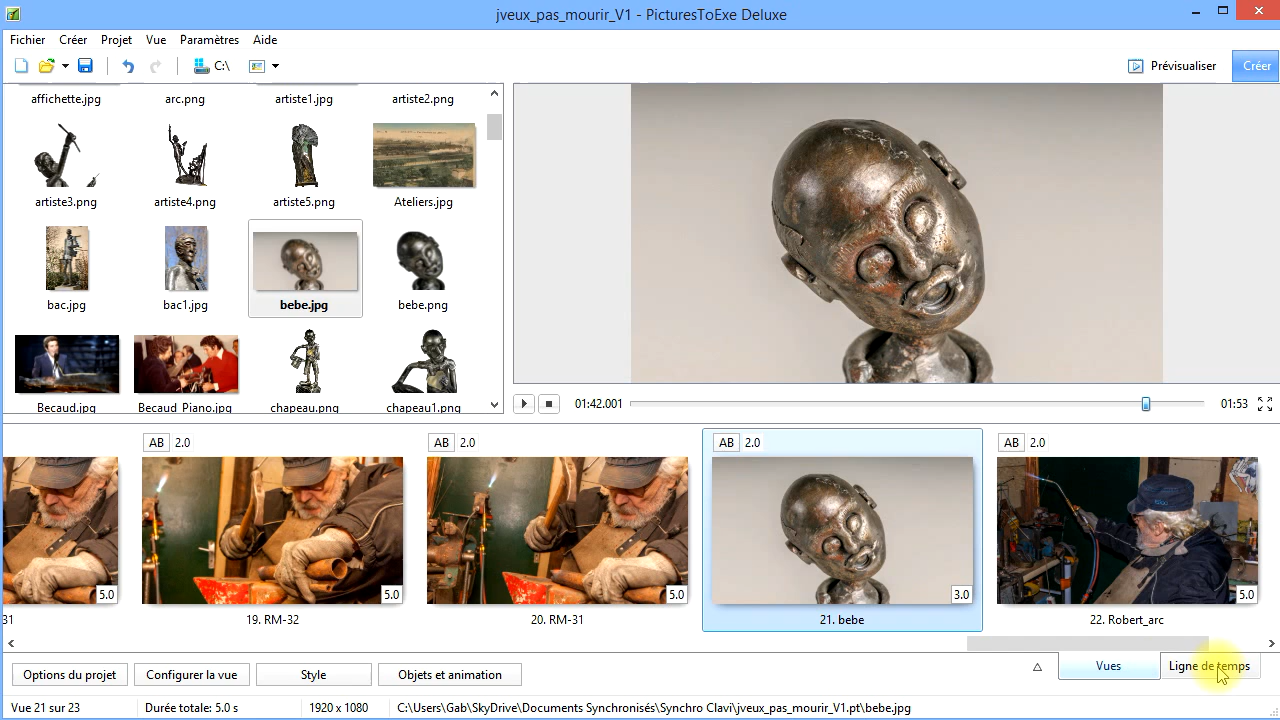 jveux_pas_mourir_V1 - PicturesToExe Deluxe
Fichier Créer Projet Vue Paramètres Aide
C:\ Prévisualiser Créer
affichette.jpg arc.png artiste1.jpg artiste2.png
artiste3.png artiste4.png artiste5.png Ateliers.jpg
bac.jpg bac1.jpg bebe.jpg bebe.png
Becaud.jpg Becaud_Piano.jpg chapeau.png chapeau1.png
01:42.001 01:53
AB 2.0 AB 2.0 AB 2.0 AB 2.0
5.0 5.0 5.0 3.0 5.0
31 19. RM-32 20. RM-31 21. bebe 22. Robert_arc
Options du projet Configurer la vue Style Objets et animation Vues Ligne de temps
Vue 21 sur 23 Durée totale: 5.0 s 1920 x 1080 C:\Users\Gab\SkyDrive\Documents Synchronisés\Synchro Clavi\jveux_pas_mourir_V1.pt\bebe.jpg